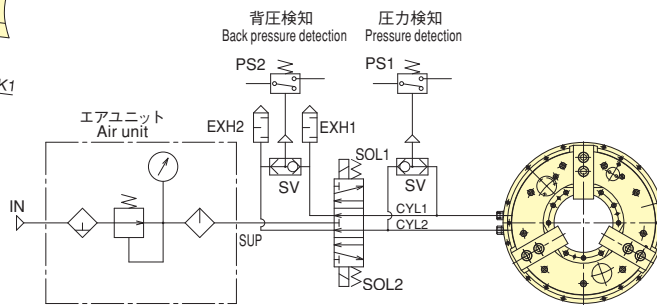 背圧検知
Back pressure detection
圧力検知
Pressure detection
PS2
PS1
K1
エアユニット
Air unit
EXH2
EXH1
SOL1
SV
SV
IN
CYL1
CYL2
SUP
SOL2